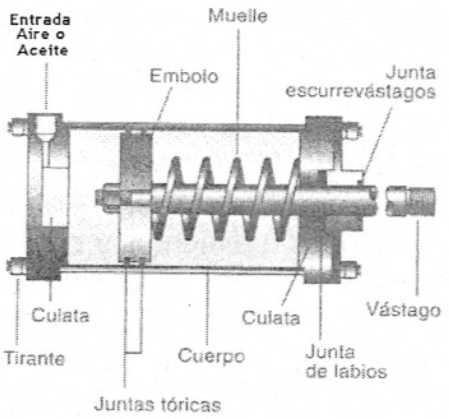 Entrada
Aire o
Aceite
Muelle
Embolo
Junta
escurrevástagos
Culata
Culata
Vástago
Tirante
Cuerpo
Junta
de labios
Juntas tóricas